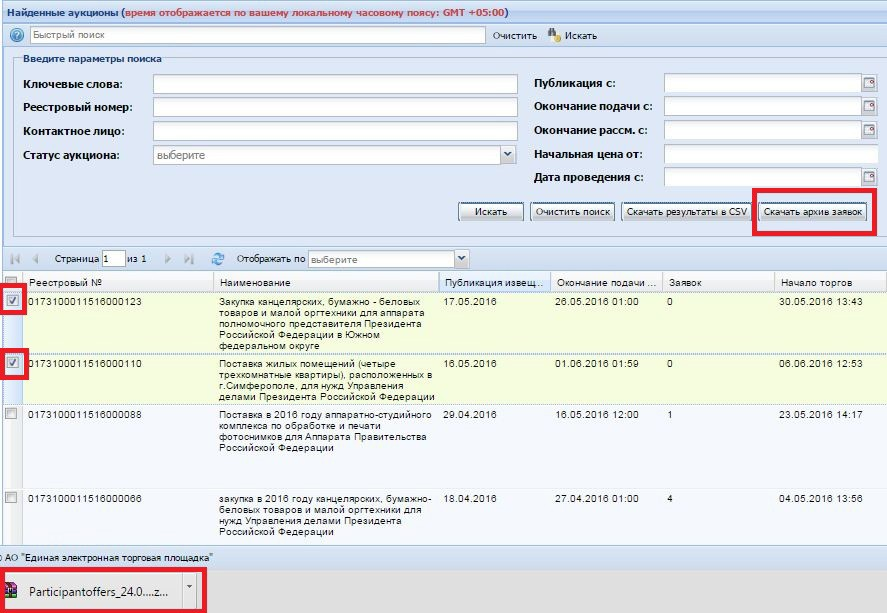 Найденные аукционы (время отображается по вашему локальному часовому поясу: GMT +05:00)
Быстрый поиск Очистить Искать
Введите параметры поиска
Ключевые слова: Публикация с:
Реестровый номер: Окончание подачи с:
Контактное лицо: Окончание рассм. с:
Статус аукциона: выберите Начальная цена от:
Дата проведения с:
Искать Очистить поиск Скачать результаты в CSV Скачать архив заявок
Страница 1 из 1 Отображать по выберите
Реестровый № Наименование Публикация извещ... Окончание подачи ... Заявок Начало торгов
0173100011516000123 Закупка канцелярских, бумажно - беловых 17.05.2016 26.05.2016 01:00 0 30.05.2016 13:43
товаров и малой оргтехники для аппарата
полномочного представителя Президента
Российской Федерации в Южном
федеральном округе
0173100011516000110 Поставка жилых помещений (четыре 16.05.2016 01.06.2016 01:59 0 06.06.2016 12:53
трехкомнатные квартиры), расположенных в
г.Симферополе, для нужд Управления
делами Президента Российской Федерации
0173100011516000088 Поставка в 2016 году аппаратно-студийного 29.04.2016 16.05.2016 12:00 1 23.05.2016 14:17
комплекса по обработке и печати
фотоснимков для Аппарата Правительства
Российской Федерации
0173100011516000066 закупка в 2016 году канцелярских, бумажно- 18.04.2016 27.04.2016 01:00 4 04.05.2016 13:56
беловых товаров и малой оргтехники для
нужд Управления делами Президента
Российской Федерации
АО "Единая электронная торговая площадка"
Participantoffers_24.0....z...